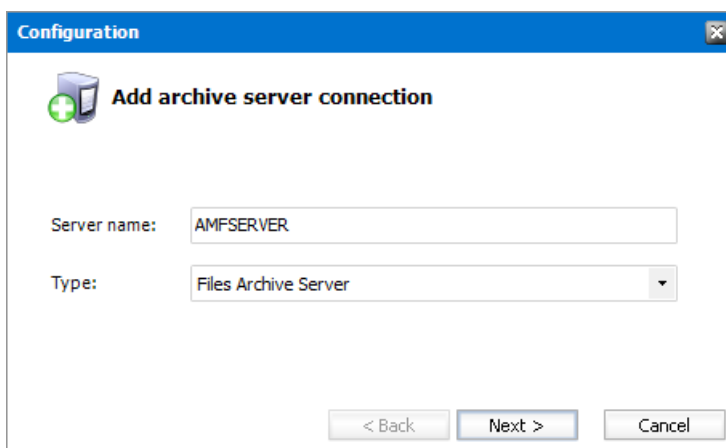 Configuration
Add archive server connection
Server name: AMFSERVER
Type: Files Archive Server
< Back Next > Cancel